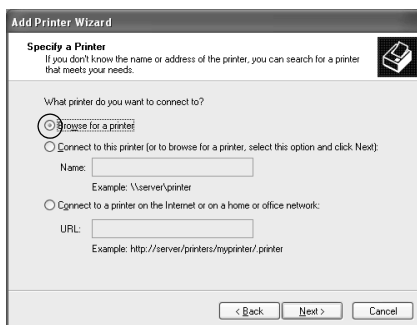 Add Printer Wizard
Specify a Printer
If you don't know the name or address of the printer, you can search for a printer
that meets your needs.
What printer do you want to connect to?
Browse for a printer
Connect to this printer (or to browse for a printer, select this option and click Next):
Name:
Example: \\server\printer
Connect to a printer on the Internet or on a home or office network:
URL:
Example: http://server/printers/myprinter/.printer
< Back Next > Cancel